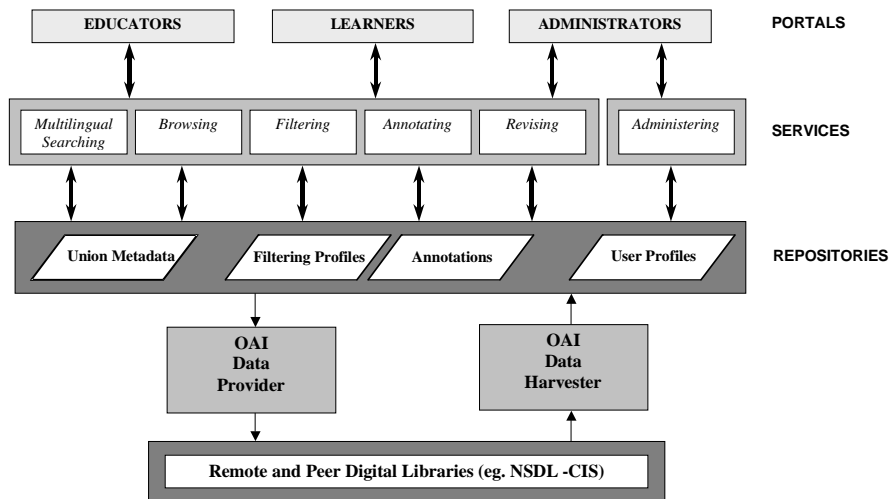 EDUCATORS LEARNERS ADMINISTRATORS PORTALS
Multilingual Searching Browsing Filtering Annotating Revising Administering SERVICES
Union Metadata Filtering Profiles Annotations User Profiles REPOSITORIES
OAI
Data
Provider
OAI
Data
Harvester
Remote and Peer Digital Libraries (eg. NSDL -CIS)